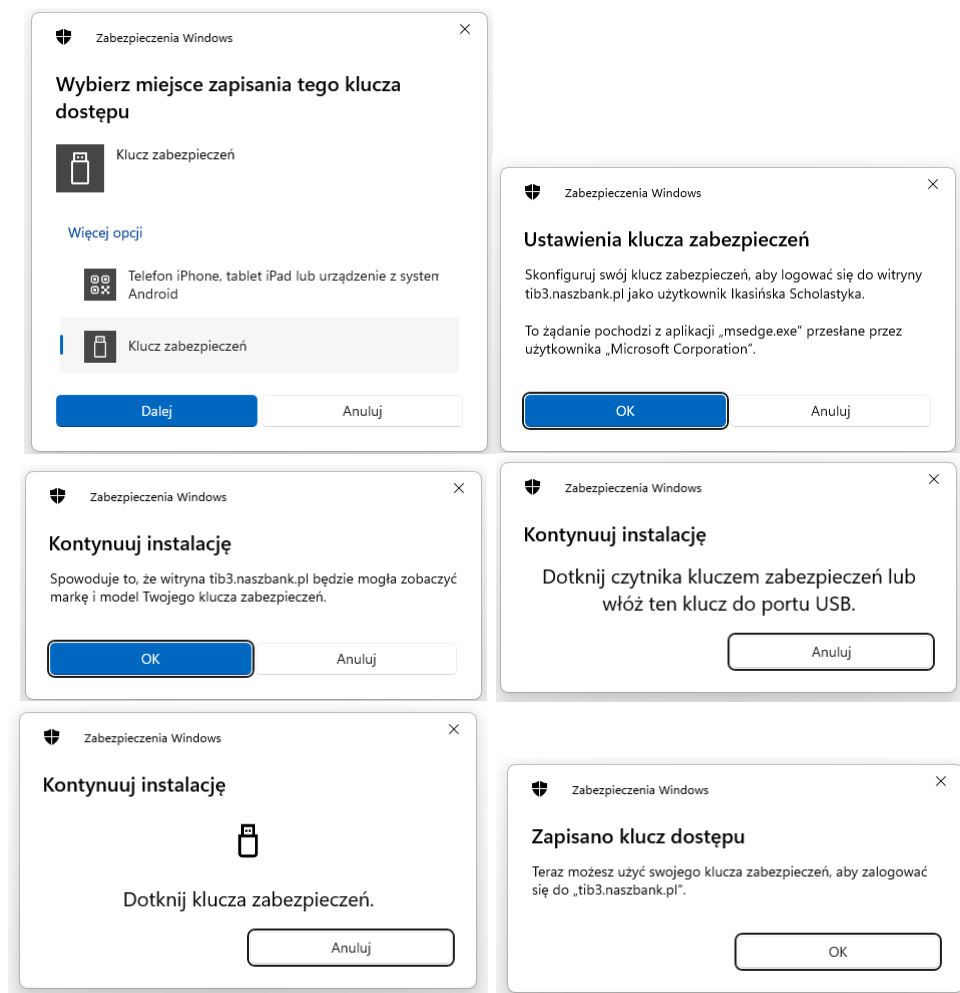 Zabezpieczenia Windows
Wybierz miejsce zapisania tego klucza
dostępu
Klucz zabezpieczeń
Więcej opcji
Telefon iPhone, tablet iPad lub urządzenie z system
Android
Klucz zabezpieczeń
Dalej
Anuluj
Zabezpieczenia Windows
Ustawienia klucza zabezpieczeń
Skonfiguruj swój klucz zabezpieczeń, aby logować się do witryny
tib3.naszbank.pl jako użytkownik Ikasińska Scholastyka.
To żądanie pochodzi z aplikacji „msedge.exe” przesłane przez
użytkownika „Microsoft Corporation”.
OK
Anuluj
Zabezpieczenia Windows
Kontynuuj instalację
Spowoduje to, że witryna tib3.naszbank.pl będzie mogła zobaczyć
markę i model Twojego klucza zabezpieczeń.
OK
Anuluj
Zabezpieczenia Windows
Kontynuuj instalację
Dotknij czytnika kluczem zabezpieczeń lub
włóż ten klucz do portu USB.
Anuluj
Zabezpieczenia Windows
Kontynuuj instalację
Dotknij klucza zabezpieczeń.
Anuluj
Zabezpieczenia Windows
Zapisano klucz dostępu
Teraz możesz użyć swojego klucza zabezpieczeń, aby zalogować
się do „tib3.naszbank.pl”.
OK